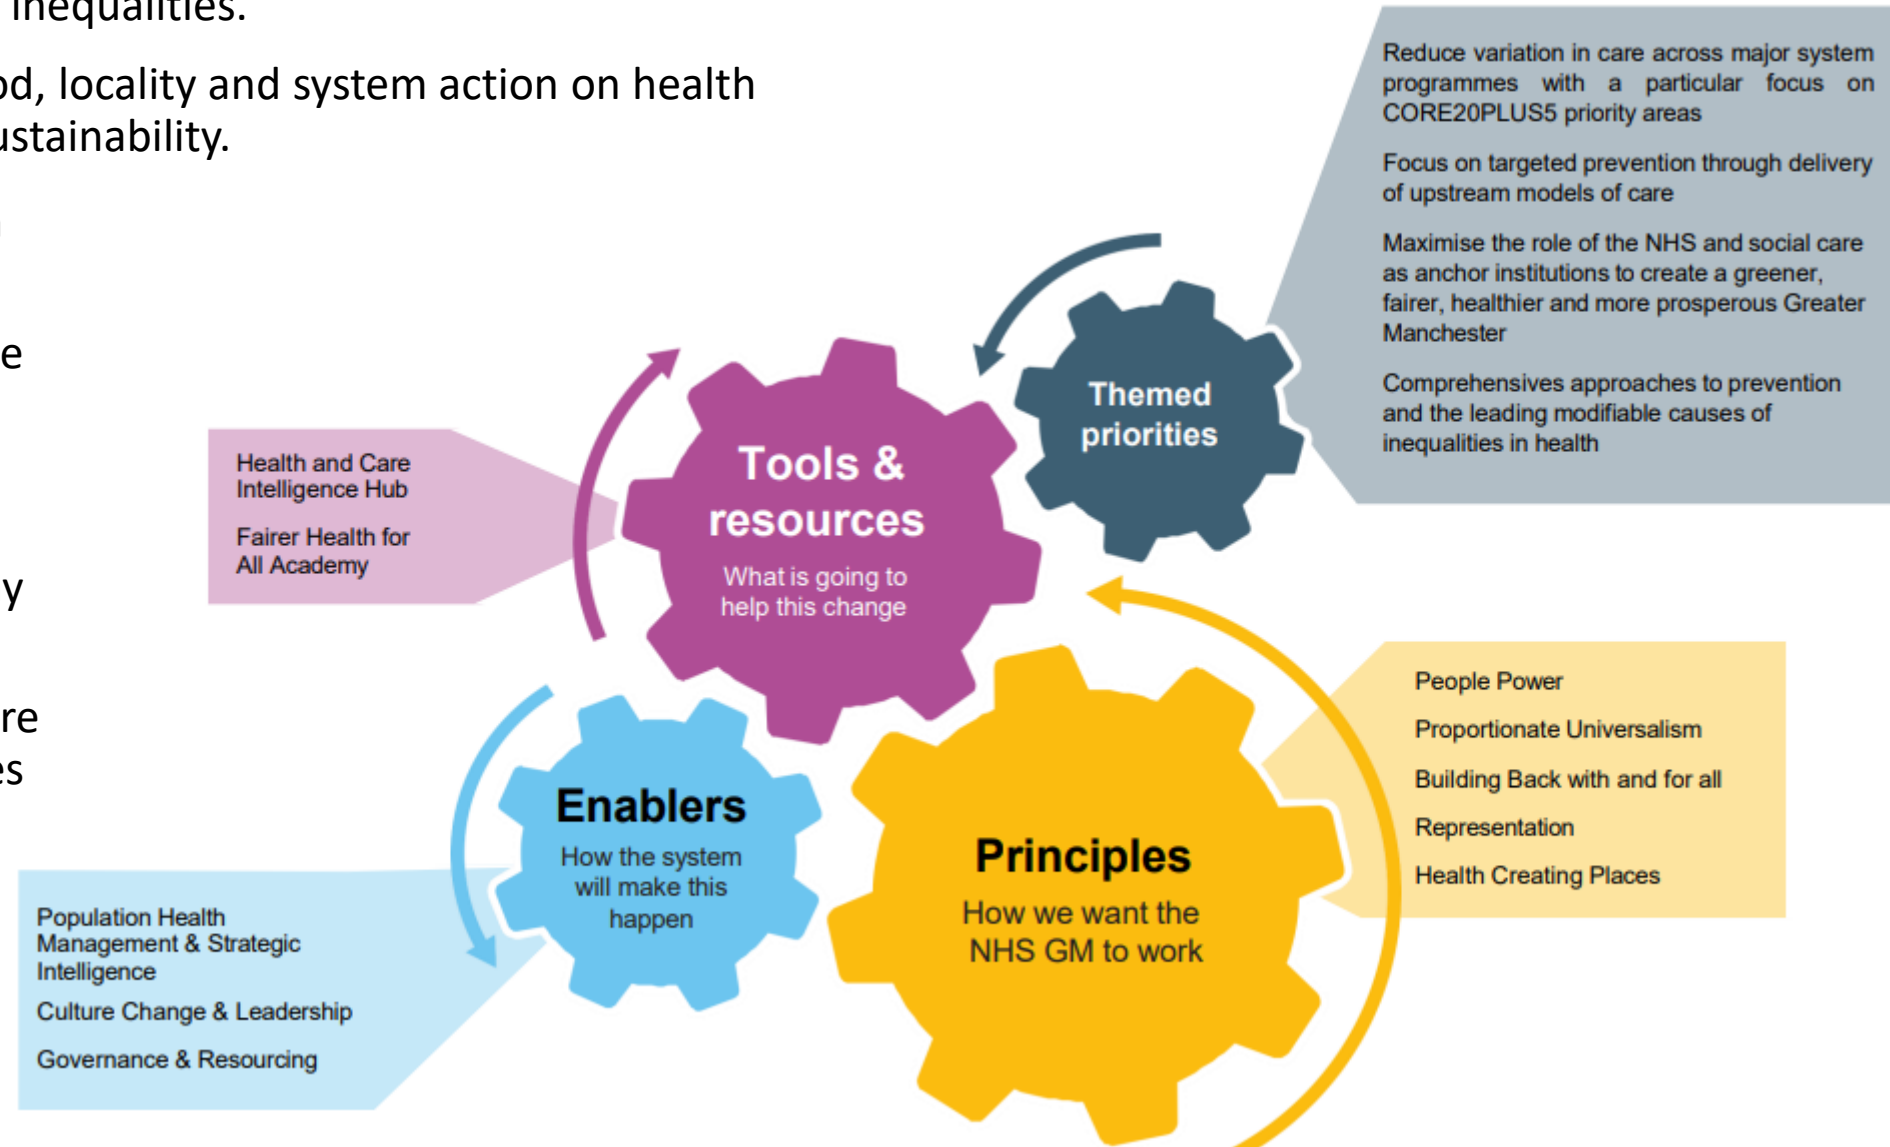 inequalities.
locality and system action on health
e
y
Reduce variation in care across major system
programmes with a particular focus on
CORE20PLUS5 priority areas
Focus on targeted prevention through delivery
of upstream models of care
Maximise the role of the NHS and social care
as anchor institutions to create a greener,
fairer, healthier and more prosperous Greater
Manchester
Comprehensives approaches to prevention
and the leading modifiable causes of
inequalities in health
Themed
priorities
Tools &
resources
What is going to
help this change
Health and Care
Intelligence Hub
Fairer Health for
All Academy
Enablers
How the system
will make this
happen
Population Health
Management & Strategic
Intelligence
Culture Change & Leadership
Governance & Resourcing
Principles
How we want the
NHS GM to work
People Power
Proportionate Universalism
Building Back with and for all
Representation
Health Creating Places